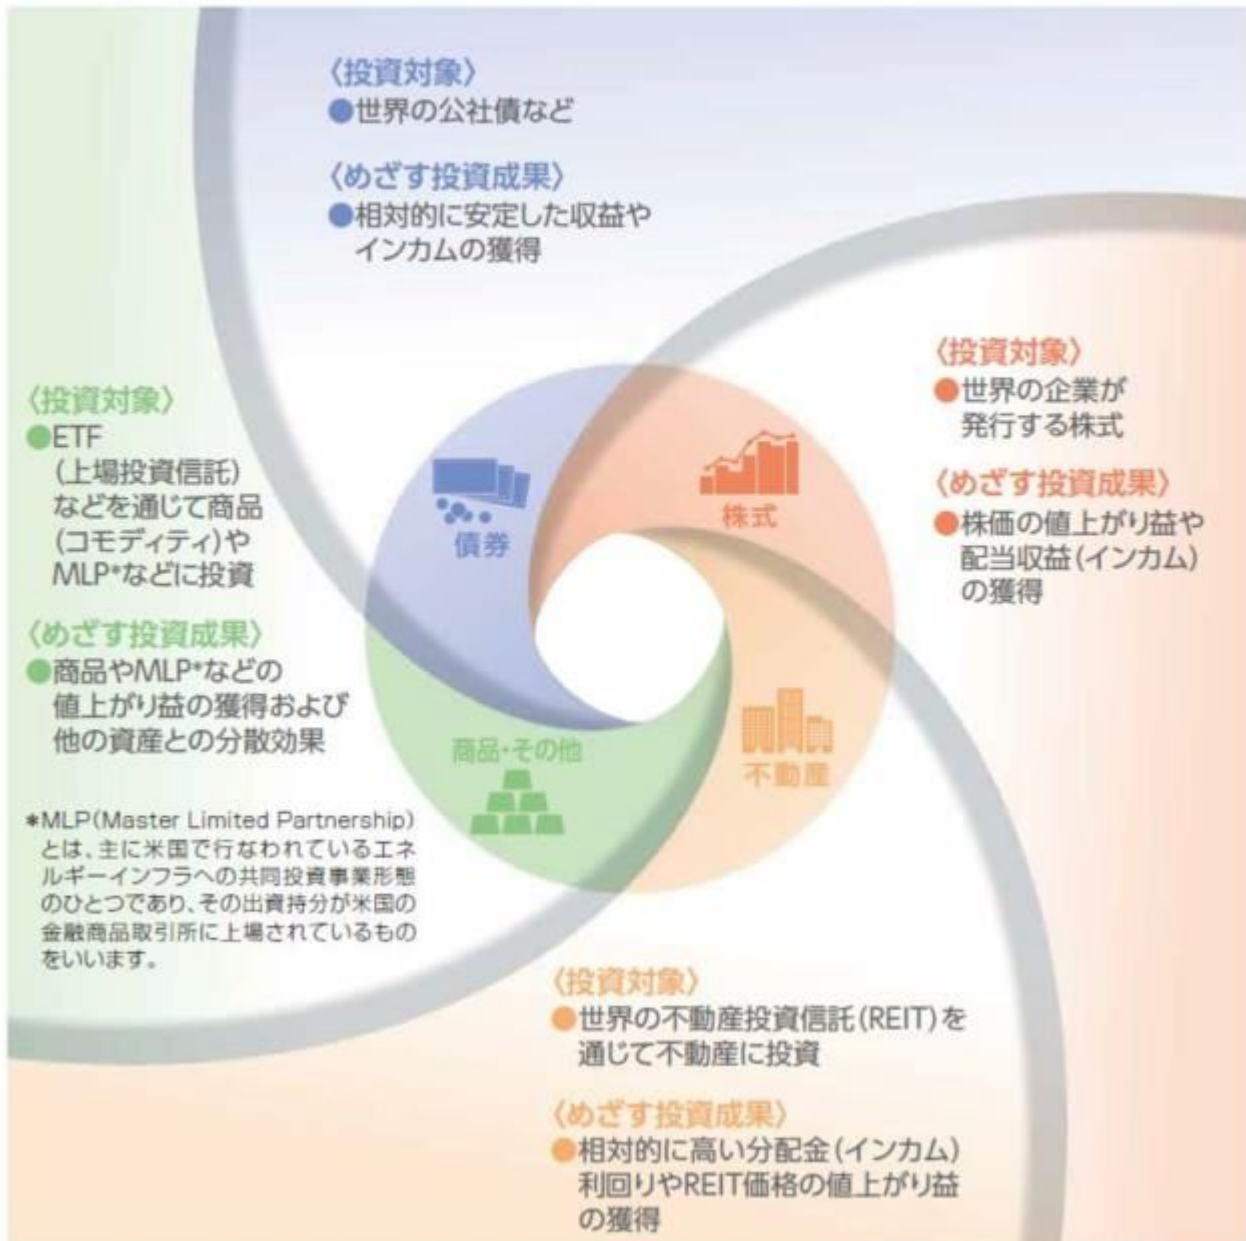 〈投資対象〉
●世界の公社債など
〈めざす投資成果〉
●相対的に安定した収益や
インカムの獲得
〈投資対象〉
●世界の企業が
発行する株式
〈めざす投資成果〉
●株価の値上がり益や
配当収益(インカム)
の獲得
〈投資対象〉
●ETF
(上場投資信託)
などを通じて商品
(コモディティ)や
MLP*などに投資
〈めざす投資成果〉
●商品やMLP*などの
値上がり益の獲得および
他の資産との分散効果
*MLP(Master Limited Partnership)
とは、主に米国で行なわれているエネ
ルギーインフラへの共同投資事業形態
のひとつであり、その出資持分が米国の
金融商品取引所に上場されているもの
をいいます。
債券
株式
商品・その他
不動産
〈投資対象〉
●世界の不動産投資信託(REIT)を
通じて不動産に投資
〈めざす投資成果〉
●相対的に高い分配金(インカム)
利回りやREIT価格の値上がり益
の獲得